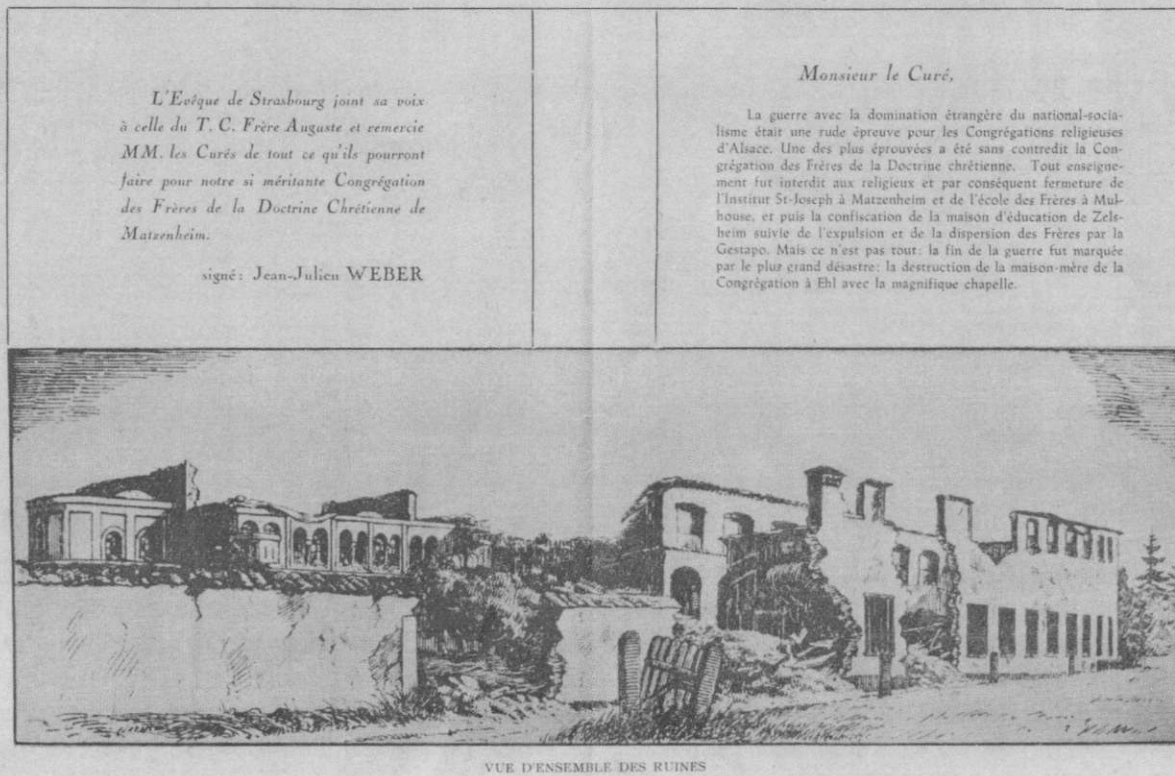 L'Evêque de Strasbourg joint sa voix
à celle du T. C. Frère Auguste et remercie
MM. les Curés de tout ce qu'ils pourront
faire pour notre si méritante Congrégation
des Frères de la Doctrine Chrétienne de
Matzenheim.
signé: Jean-Julien WEBER
Monsieur le Curé,
La guerre avec la domination étrangère du national-socia-
lisme était une rude épreuve pour les Congrégations religieuses
d'Alsace. Une des plus éprouvées a été sans contredit la Con-
grégation des Frères de la Doctrine chrétienne. Tout enseigne-
ment fut interdit aux religieux et par conséquent fermeture de
l'Institut St-Joseph à Matzenheim et de l'école des Frères à Mul-
house, et puis la confiscation de la maison d'éducation de Zels-
heim suivie de l'expulsion et de la dispersion des Frères par la
Gestapo. Mais ce n'est pas tout: la fin de la guerre fut marquée
par le plus grand désastre: la destruction de la maison-mère de la
Congrégation à Ehl avec la magnifique chapelle.
VUE D'ENSEMBLE DES RUINES